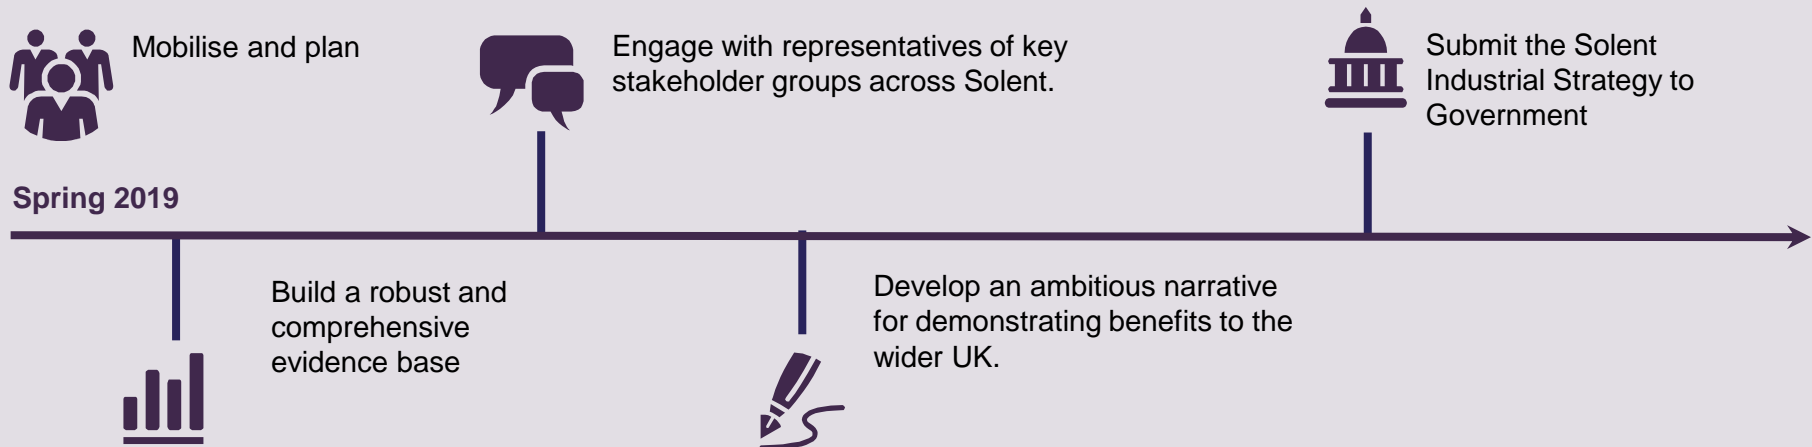 Mobilise and plan
Engage with representatives of key
stakeholder groups across Solent.
Submit the Solent
Industrial Strategy to
Government
Spring 2019
Build a robust and
comprehensive
evidence base
Develop an ambitious narrative
for demonstrating benefits to the
wider UK.